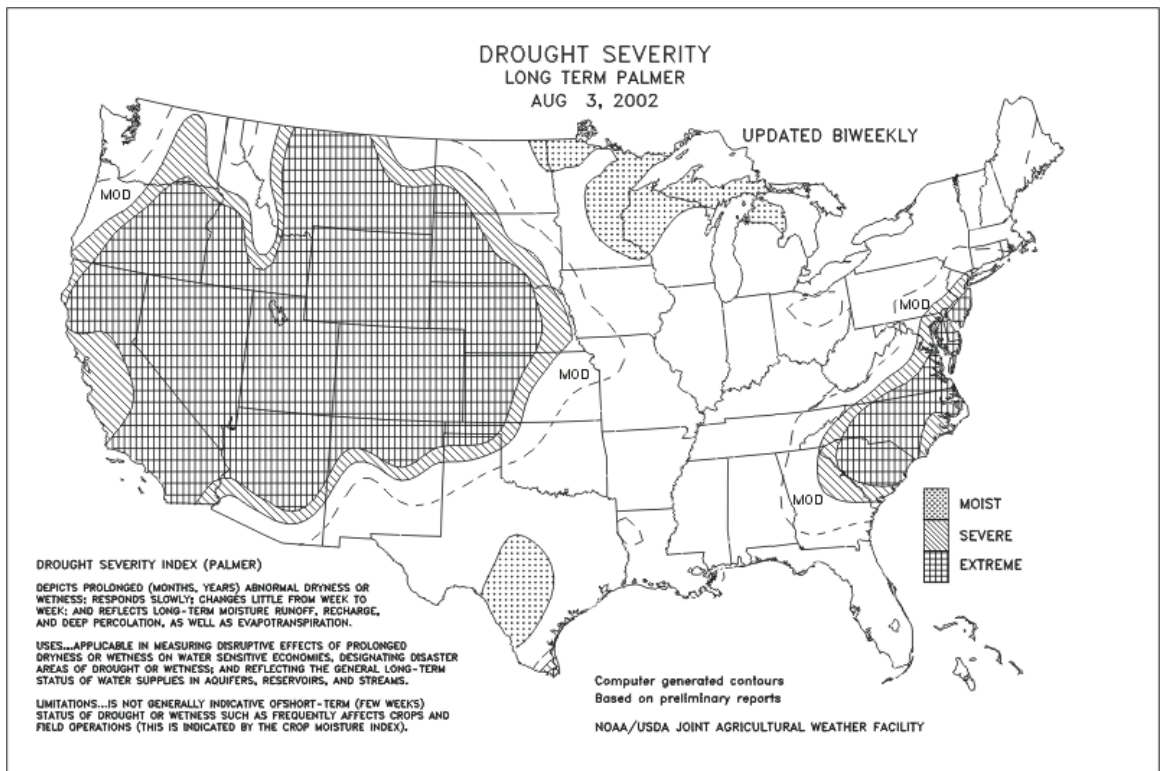 DROUGHT SEVERITY
LONG TERM PALMER
AUG 3, 2002
UPDATED BIWEEKLY
MOD
MOD
MOD
MOD
MOIST
SEVERE
EXTREME
DROUGHT SEVERITY INDEX (PALMER)
DEPICTS PROLONGED (MONTHS, YEARS) ABNORMAL DRYNESS OR
WETNESS; RESPONDS SLOWLY; CHANGES LITTLE FROM WEEK TO
WEEK; AND REFLECTS LONG-TERM MOISTURE RUNOFF, RECHARGE,
AND DEEP PERCOLATION, AS WELL AS EVAPOTRANSPIRATION.
USES...APPLICABLE IN MEASURING DISRUPTIVE EFFECTS OF PROLONGED
DRYNESS OR WETNESS ON WATER SENSITIVE ECONOMIES, DESIGNATING DISASTER
AREAS OF DROUGHT OR WETNESS; AND REFLECTING THE GENERAL LONG-TERM
STATUS OF WATER SUPPLIES IN AQUIFERS, RESERVOIRS, AND STREAMS.
LIMITATIONS...IS NOT GENERALLY INDICATIVE OFSHORT-TERM (FEW WEEKS)
STATUS OF DROUGHT OR WETNESS SUCH AS FREQUENTLY AFFECTS CROPS AND
FIELD OPERATIONS (THIS IS INDICATED BY THE CROP MOISTURE INDEX).
Computer generated contours
Based on preliminary reports
NOAA/USDA JOINT AGRICULTURAL WEATHER FACILITY